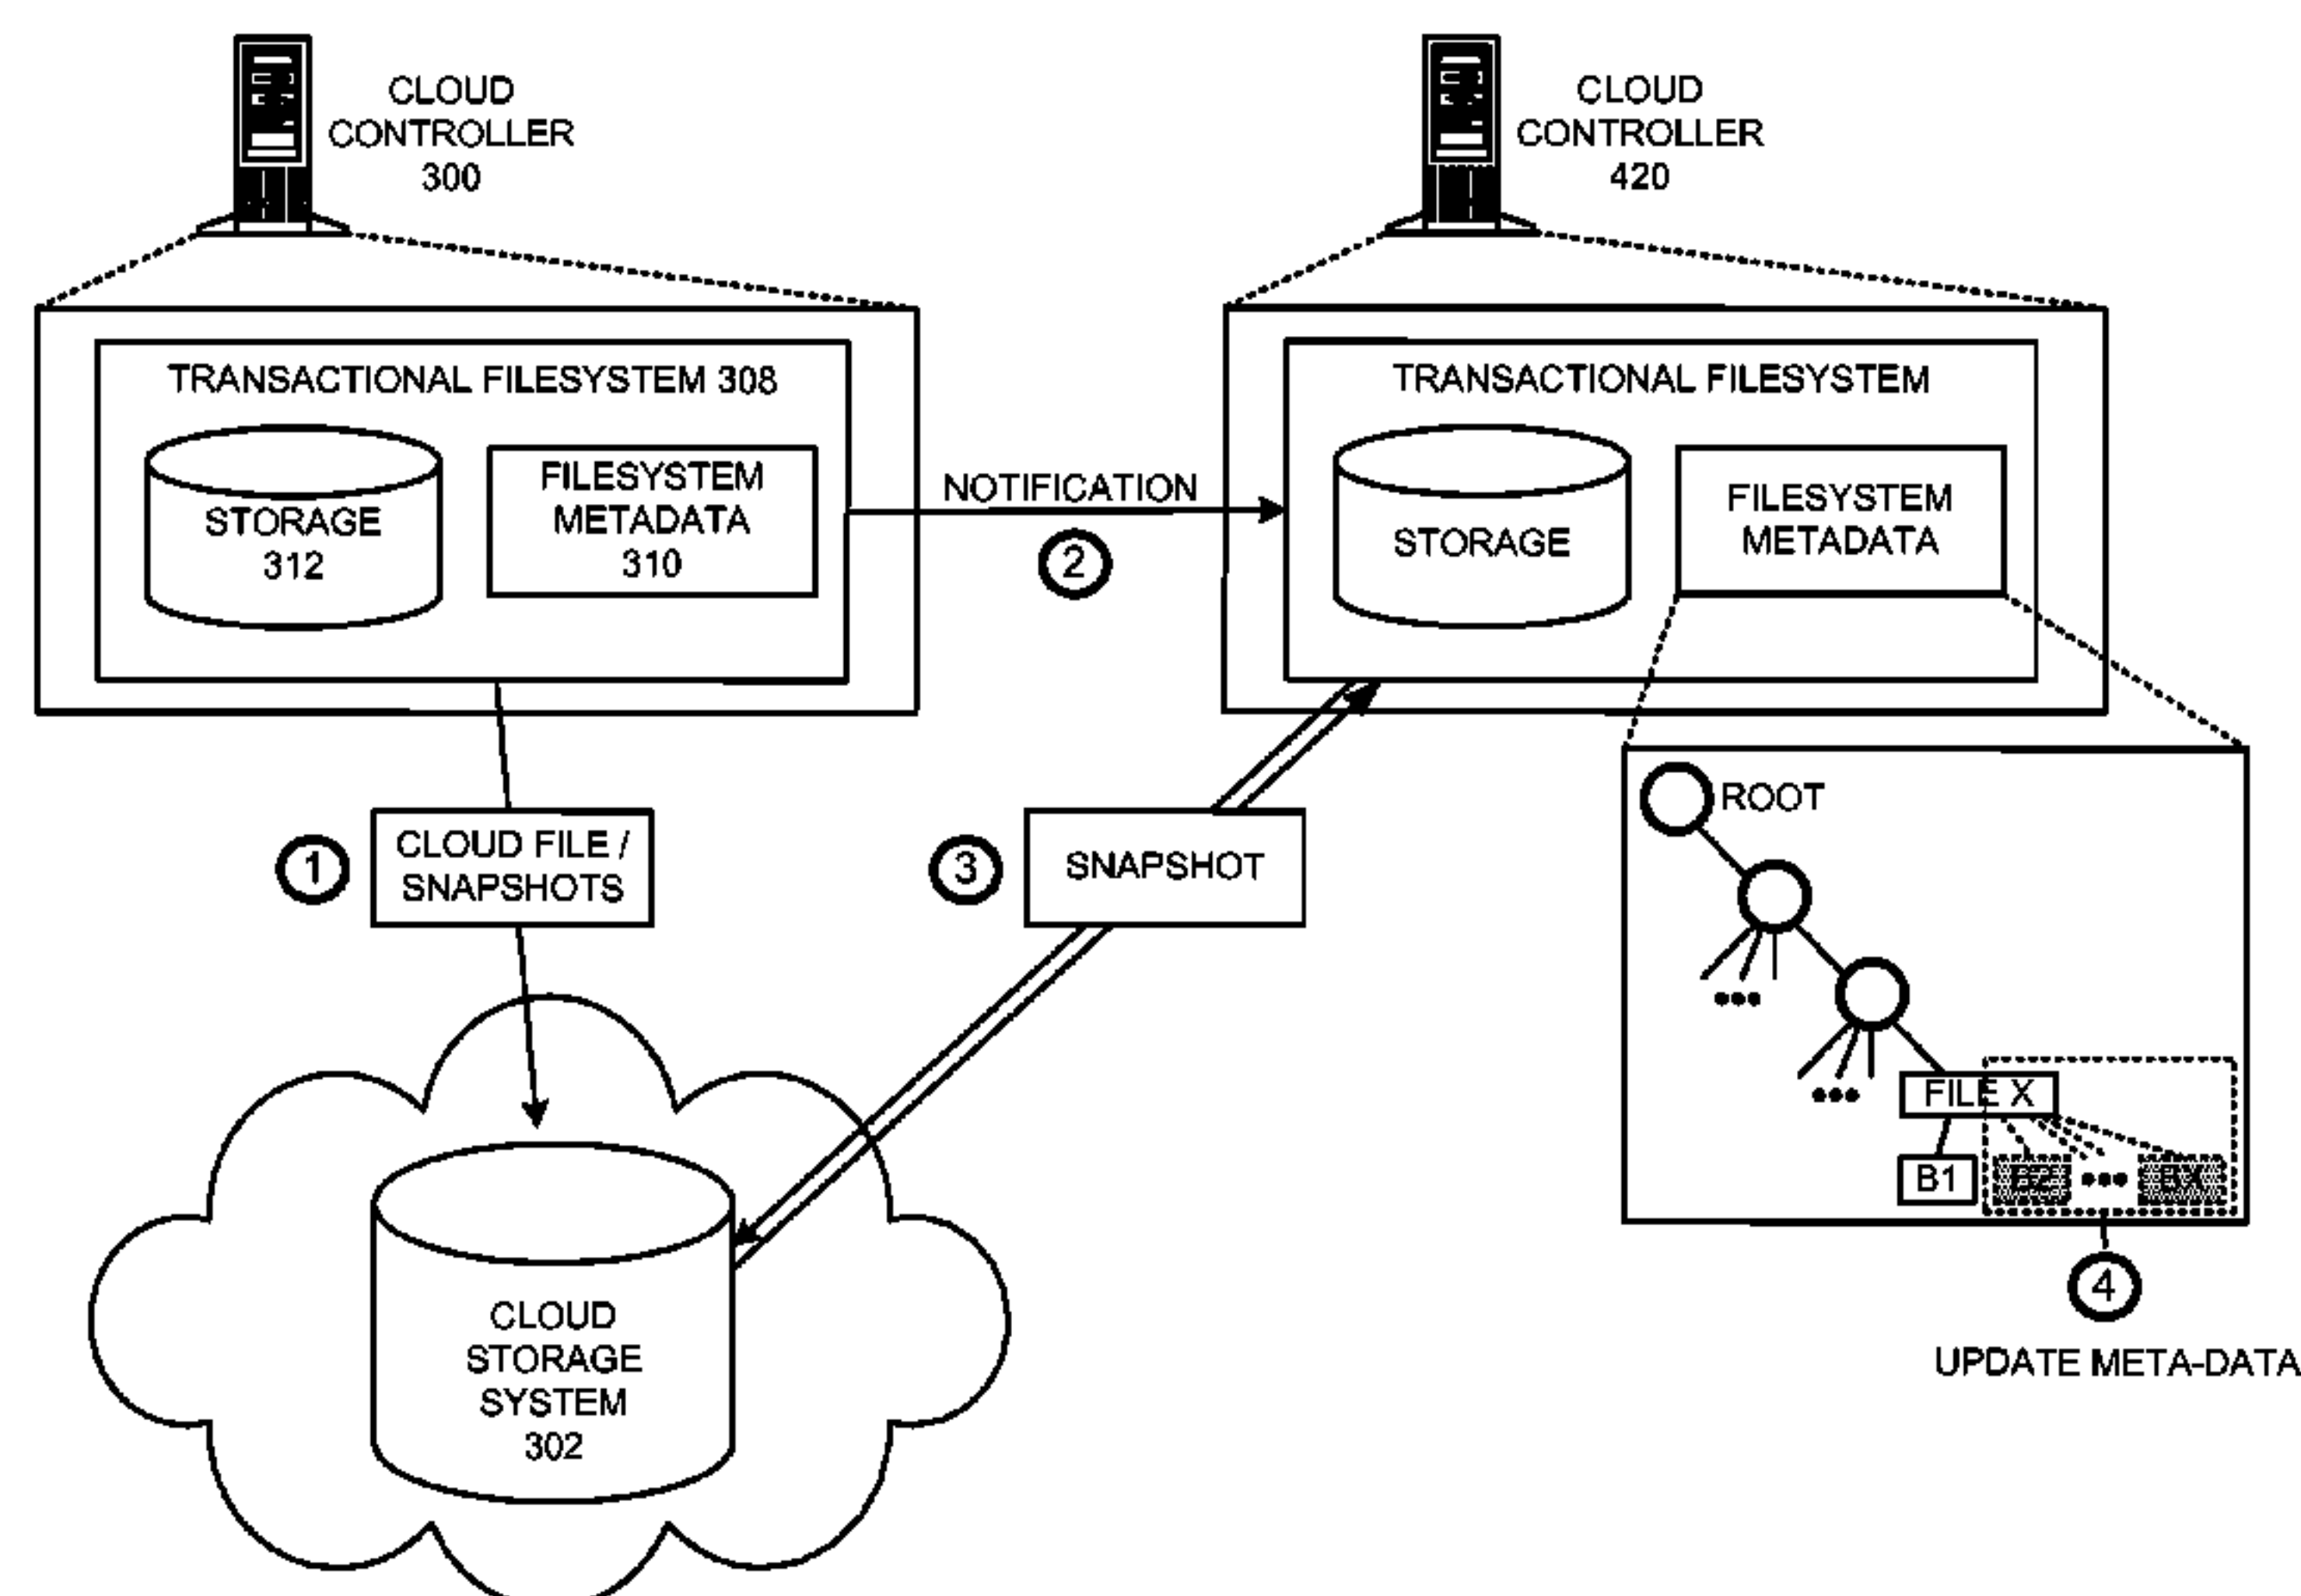 CLOUD
CONTROLLER
300
CLOUD
CONTROLLER
420
TRANSACTIONAL FILESYSTEM 308
STORAGE
312
FILESYSTEM
METADATA
310
NOTIFICATION
2
TRANSACTIONAL FILESYSTEM
STORAGE
FILESYSTEM
METADATA
1
CLOUD FILE /
SNAPSHOTS
3
SNAPSHOT
ROOT
FILE X
B1
B2
BX
4
UPDATE META-DATA
CLOUD
STORAGE
SYSTEM
302